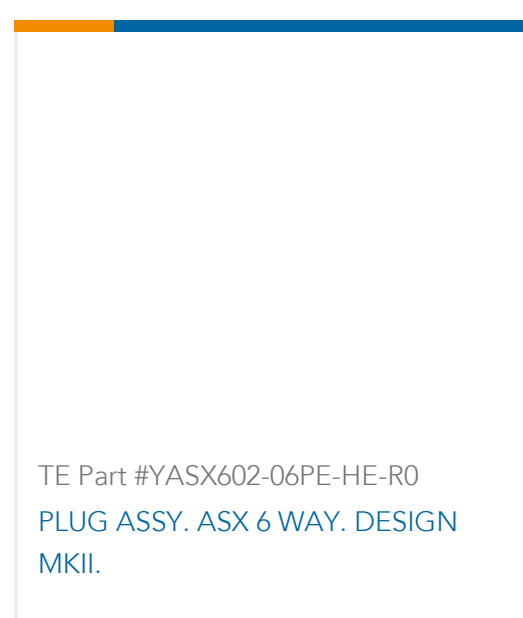 TE Part #YASX602-06PE-HE-R0
PLUG ASSY. ASX 6 WAY. DESIGN
MKII.